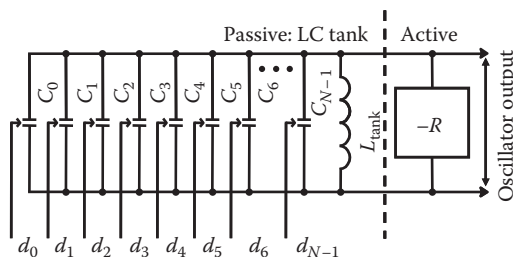 Passive: LC tank
Active
C0
C1
C2
C3
C4
C5
C6
CN−1
Ltank
−R
Oscillator output
d0
d1
d2
d3
d4
d5
d6
dN−1